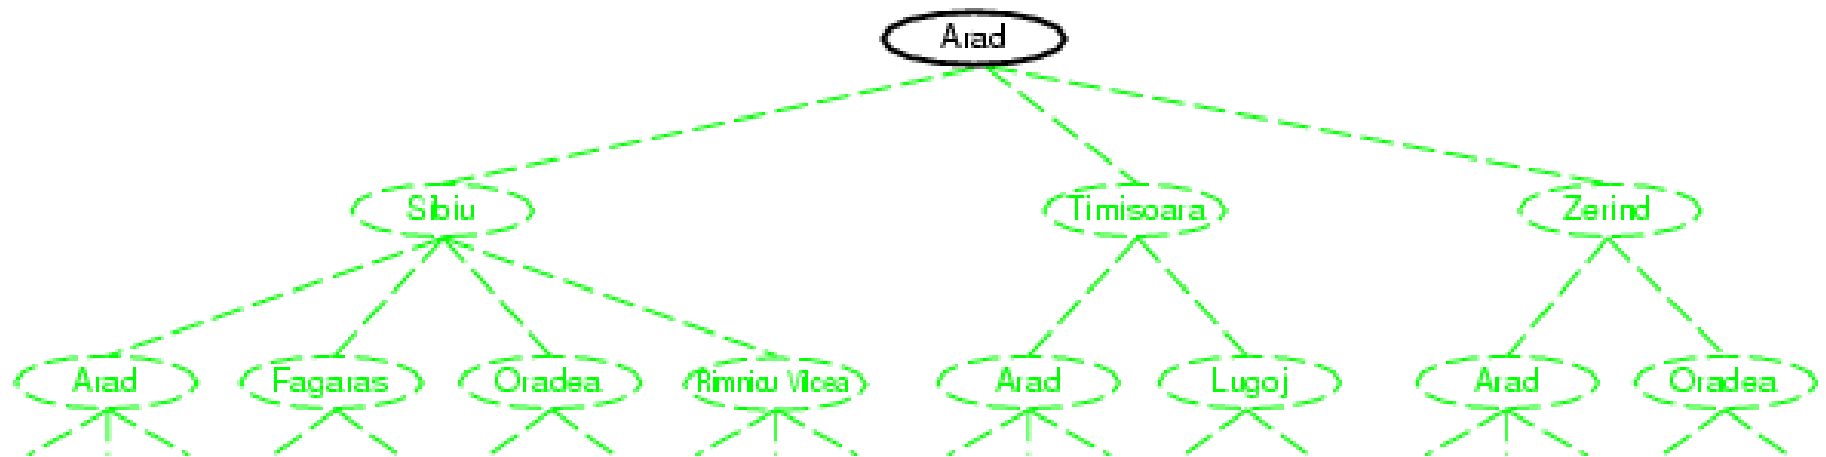 Arad
Sibiu
Timisoara
Zerind
Arad
Fagaras
Oradea
Rimnicu Vilcea
Arad
Lugoj
Arad
Oradea